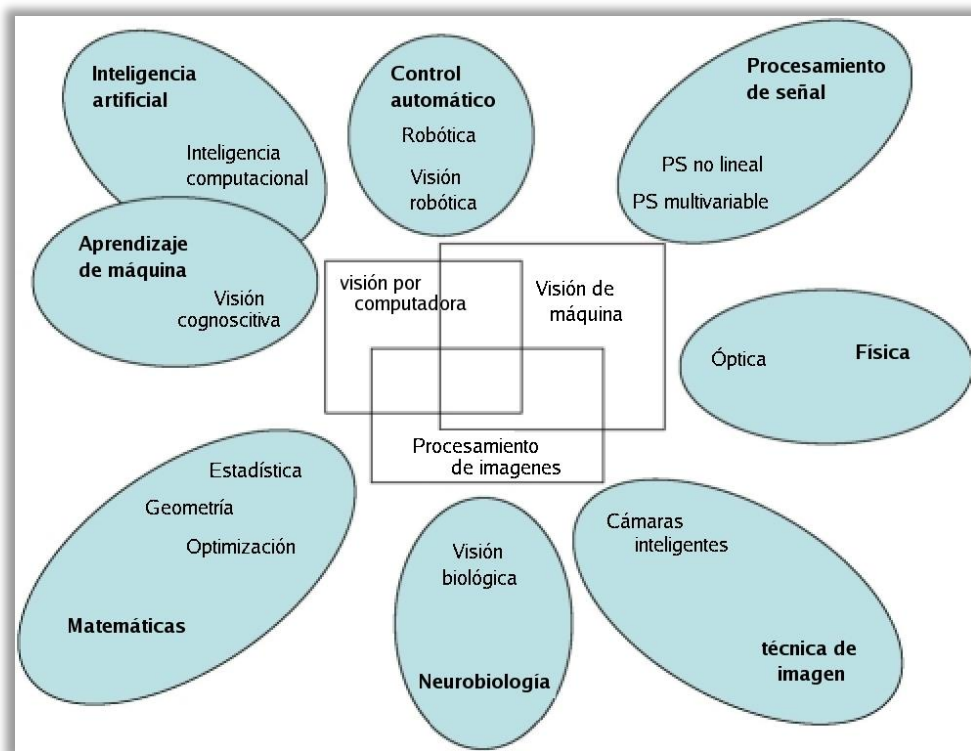 Inteligencia
artificial
Inteligencia
computacional
Control
automático
Robótica
Visión
robótica
Procesamiento
de señal
PS no lineal
PS multivariable
Aprendizaje
de máquina
Visión
cognoscitiva
visión por
computadora
Visión de
máquina
Óptica
Física
Procesamiento
de imagenes
Estadística
Geometría
Optimización
Matemáticas
Visión
biológica
Neurobiología
Cámaras
inteligentes
técnica de
imagen